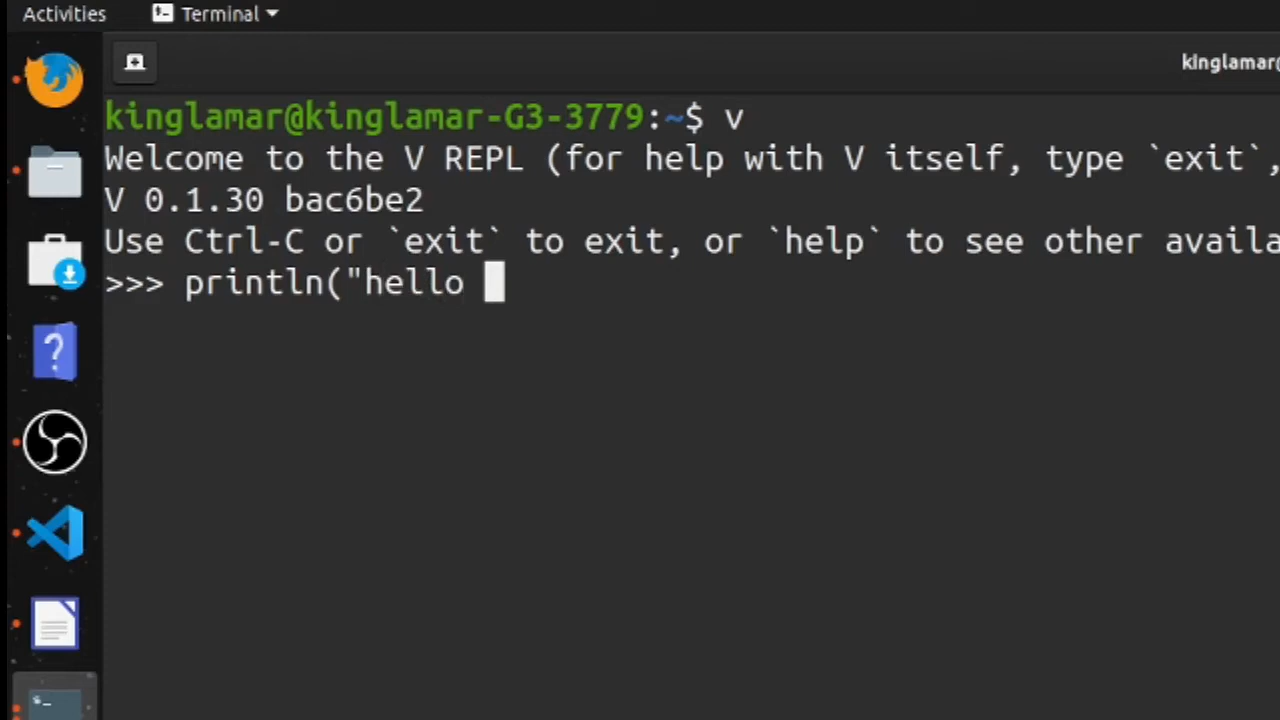 Activities
Terminal
kinglamar@
kinglamar@kinglamar-G3-3779:~$ v
Welcome to the V REPL (for help with V itself, type `exit`,
V 0.1.30 bac6be2
Use Ctrl-C or `exit` to exit, or `help` to see other availa
>>> println("hello